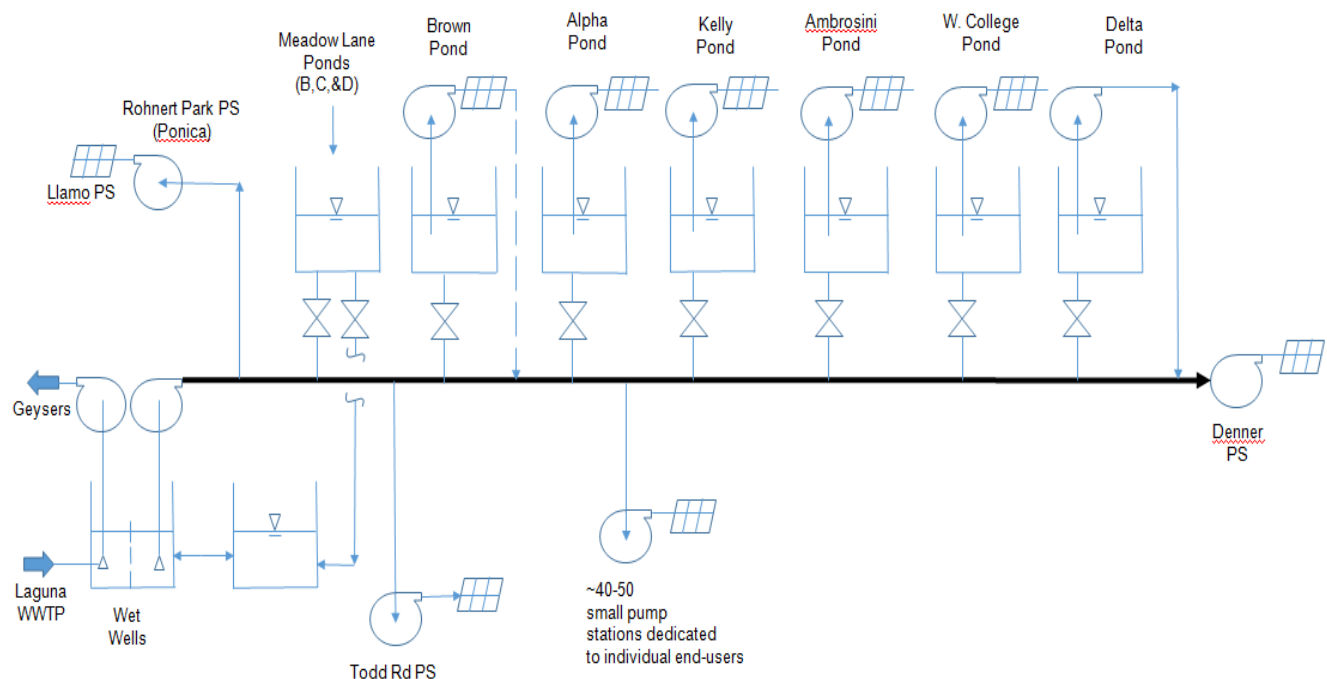 Meadow Lane
Ponds
(B,C,&D)
Brown
Pond
Alpha
Pond
Kelly
Pond
Ambrosini
Pond
W. College
Pond
Delta
Pond
Rohnert Park PS
(Ponica)
Llamo PS
Geysers
Denner
PS
Laguna
WWTP
Wet
Wells
Todd Rd PS
~40-50
small pump
stations dedicated
to individual end-users